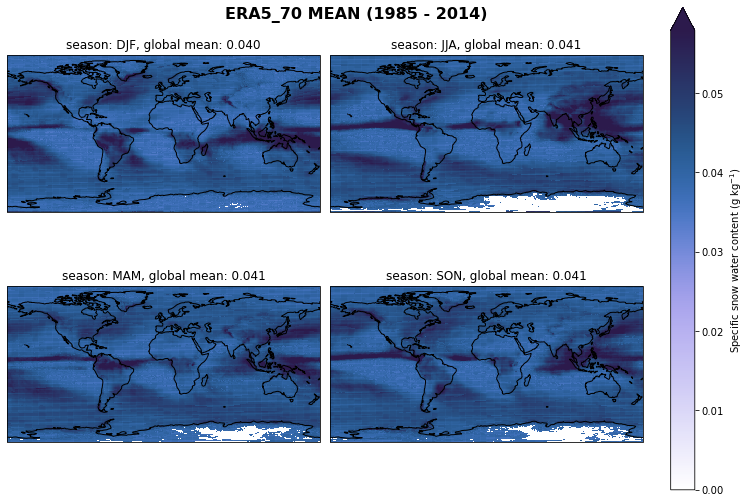 ERA5_70 MEAN (1985 - 2014)
season: DJF, global mean: 0.040
season: JJA, global mean: 0.041
season: MAM, global mean: 0.041
season: SON, global mean: 0.041
0.05
0.04
0.03
0.02
0.01
0.00
Specific snow water content (g kg⁻¹)